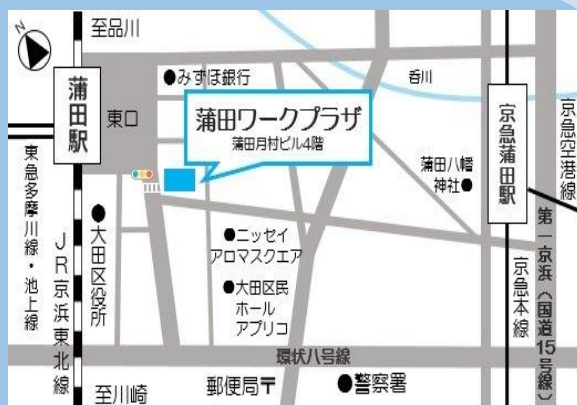 N
至品川
みずほ銀行
呑川
蒲田駅
東口
蒲田ワークプラザ
蒲田月村ビル4階
京急蒲田駅
京急空港線
蒲田八幡
神社
東急多摩川線・池上線
JR京浜東北線
大田区役所
ニッセイ
アロマスクエア
大田区民
ホール
アプリコ
京急本線
第一京浜(国道15号線)
環状八号線
至川崎
郵便局〒
警察署